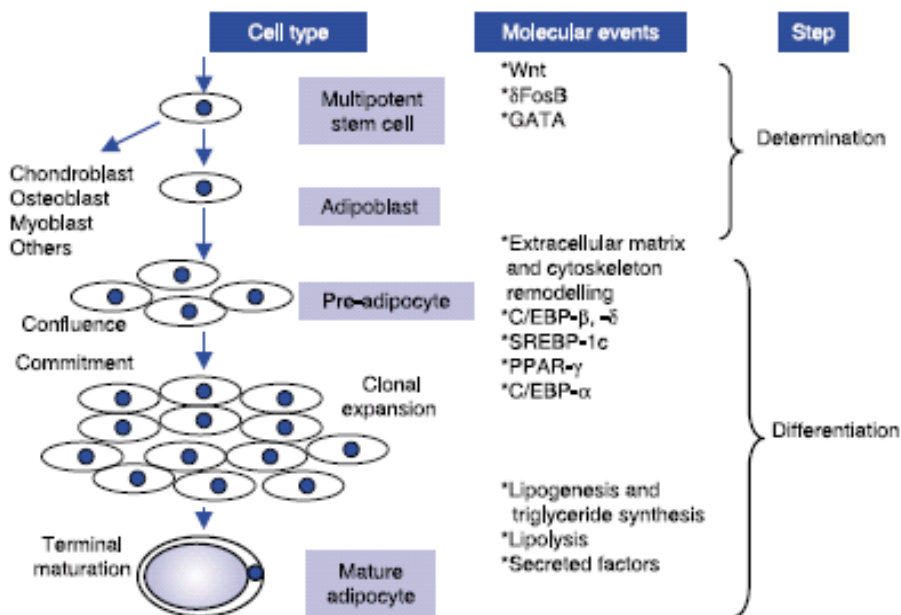 Cell type
Molecular events
Step
Multipotent
stem cell
*Wnt
*δFosB
*GATA
Determination
Chondroblast
Osteoblast
Myoblast
Others
Adipoblast
Pre-adipocyte
*Extracellular matrix
and cytoskeleton
remodelling
*C/EBP-β, -δ
*SREBP-1c
*PPAR-γ
*C/EBP-α
Confluence
Commitment
Clonal
expansion
Differentiation
*Lipogenesis and
triglyceride synthesis
*Lipolysis
*Secreted factors
Terminal
maturation
Mature
adipocyte